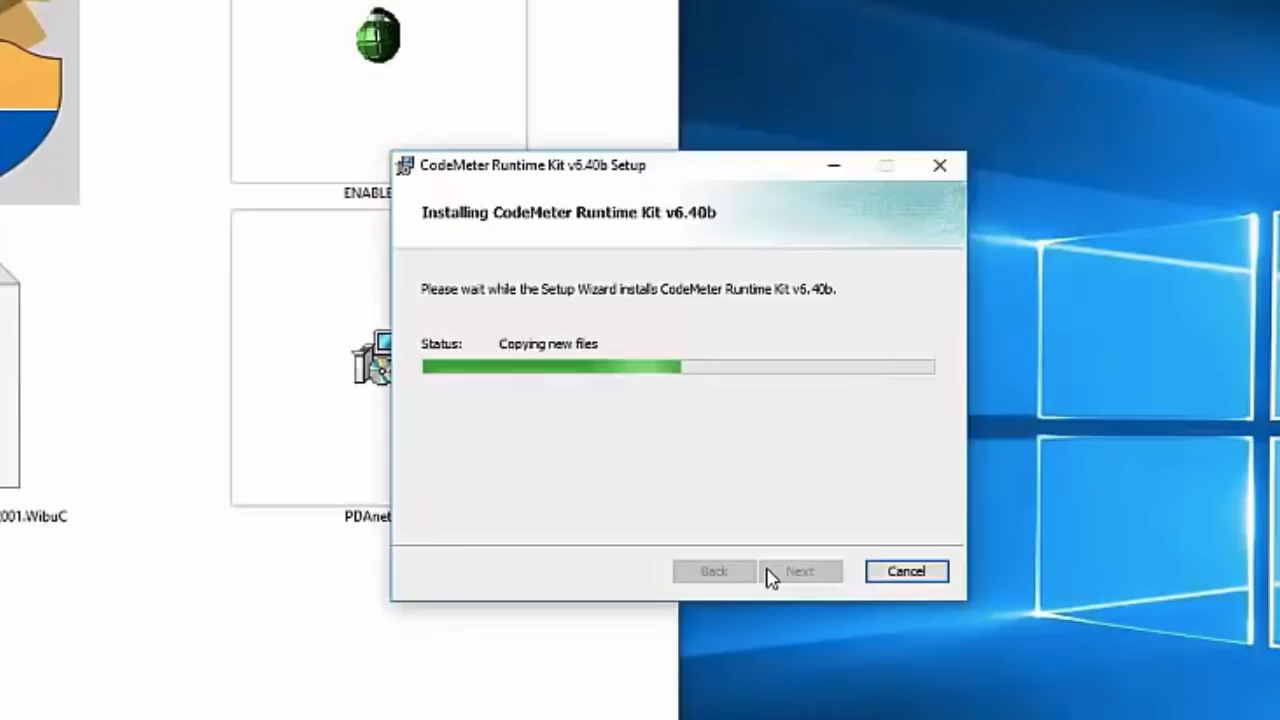 ENABLE
CodeMeter Runtime Kit v6.40b Setup
Installing CodeMeter Runtime Kit v6.40b
Please wait while the Setup Wizard installs CodeMeter Runtime Kit v6.40b.
Status: Copying new files
001.WibuC
PDAnet
Back Next Cancel